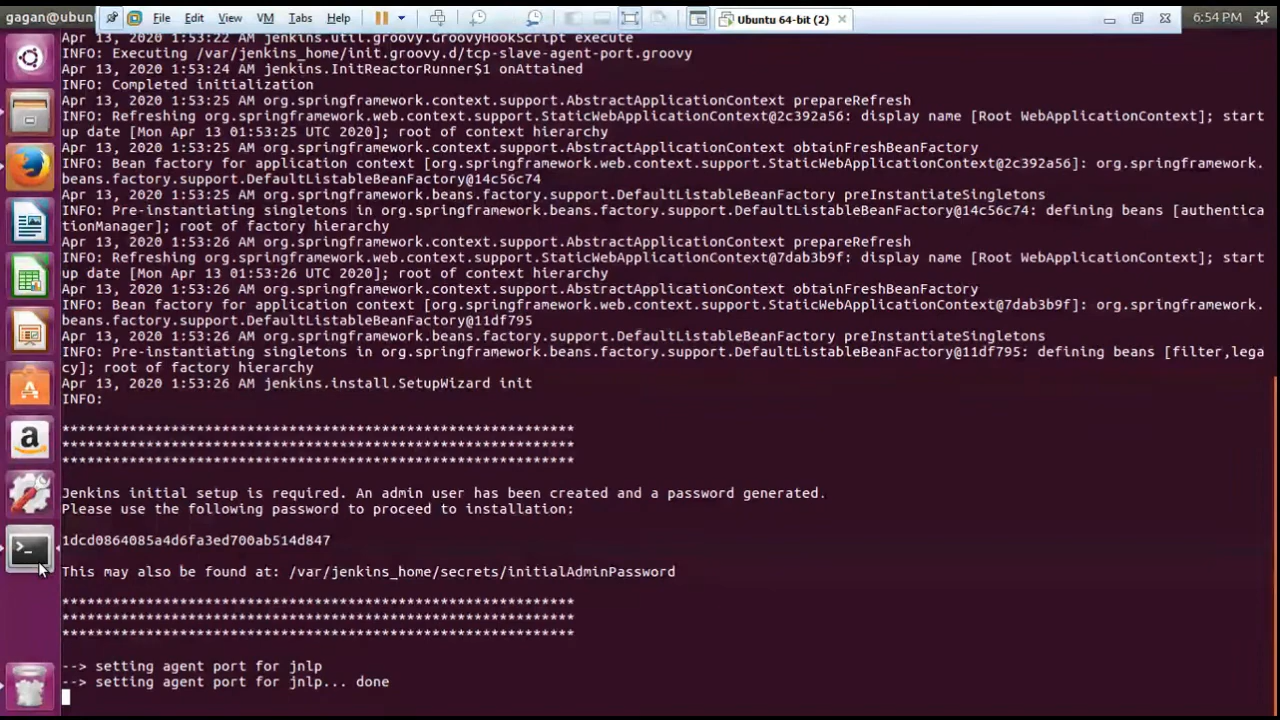 gagan@ubun File Edit View VM Tabs Help Ubuntu 64-bit (2) 6:54 PM
Apr 13, 2020 1:53:22 AM jenkins.util.groovy.GroovyHookScript execute
INFO: Executing /var/jenkins_home/init.groovy.d/tcp-slave-agent-port.groovy
Apr 13, 2020 1:53:24 AM jenkins.InitReactorRunner$1 onAttained
INFO: Completed initialization
Apr 13, 2020 1:53:25 AM org.springframework.context.support.AbstractApplicationContext prepareRefresh
INFO: Refreshing org.springframework.web.context.support.StaticWebApplicationContext@2c392a56: display name [Root WebApplicationContext]; start
up date [Mon Apr 13 01:53:25 UTC 2020]; root of context hierarchy
Apr 13, 2020 1:53:25 AM org.springframework.context.support.AbstractApplicationContext obtainFreshBeanFactory
INFO: Bean factory for application context [org.springframework.web.context.support.StaticWebApplicationContext@2c392a56]: org.springframework.
beans.factory.support.DefaultListableBeanFactory@14c56c74
Apr 13, 2020 1:53:25 AM org.springframework.beans.factory.support.DefaultListableBeanFactory preInstantiateSingletons
INFO: Pre-instantiating singletons in org.springframework.beans.factory.support.DefaultListableBeanFactory@14c56c74: defining beans [authentica
tionManager]; root of factory hierarchy
Apr 13, 2020 1:53:26 AM org.springframework.context.support.AbstractApplicationContext prepareRefresh
INFO: Refreshing org.springframework.web.context.support.StaticWebApplicationContext@7dab3b9f: display name [Root WebApplicationContext]; start
up date [Mon Apr 13 01:53:26 UTC 2020]; root of context hierarchy
Apr 13, 2020 1:53:26 AM org.springframework.context.support.AbstractApplicationContext obtainFreshBeanFactory
INFO: Bean factory for application context [org.springframework.web.context.support.StaticWebApplicationContext@7dab3b9f]: org.springframework.
beans.factory.support.DefaultListableBeanFactory@11df795
Apr 13, 2020 1:53:26 AM org.springframework.beans.factory.support.DefaultListableBeanFactory preInstantiateSingletons
INFO: Pre-instantiating singletons in org.springframework.beans.factory.support.DefaultListableBeanFactory@11df795: defining beans [filter,lega
cy]; root of factory hierarchy
Apr 13, 2020 1:53:26 AM jenkins.install.SetupWizard init
INFO:
*************************************************************
*************************************************************
*************************************************************
Jenkins initial setup is required. An admin user has been created and a password generated.
Please use the following password to proceed to installation:
1dcd0864085a4d6fa3ed700ab514d847
This may also be found at: /var/jenkins_home/secrets/initialAdminPassword
*************************************************************
*************************************************************
*************************************************************
--> setting agent port for jnlp
--> setting agent port for jnlp... done